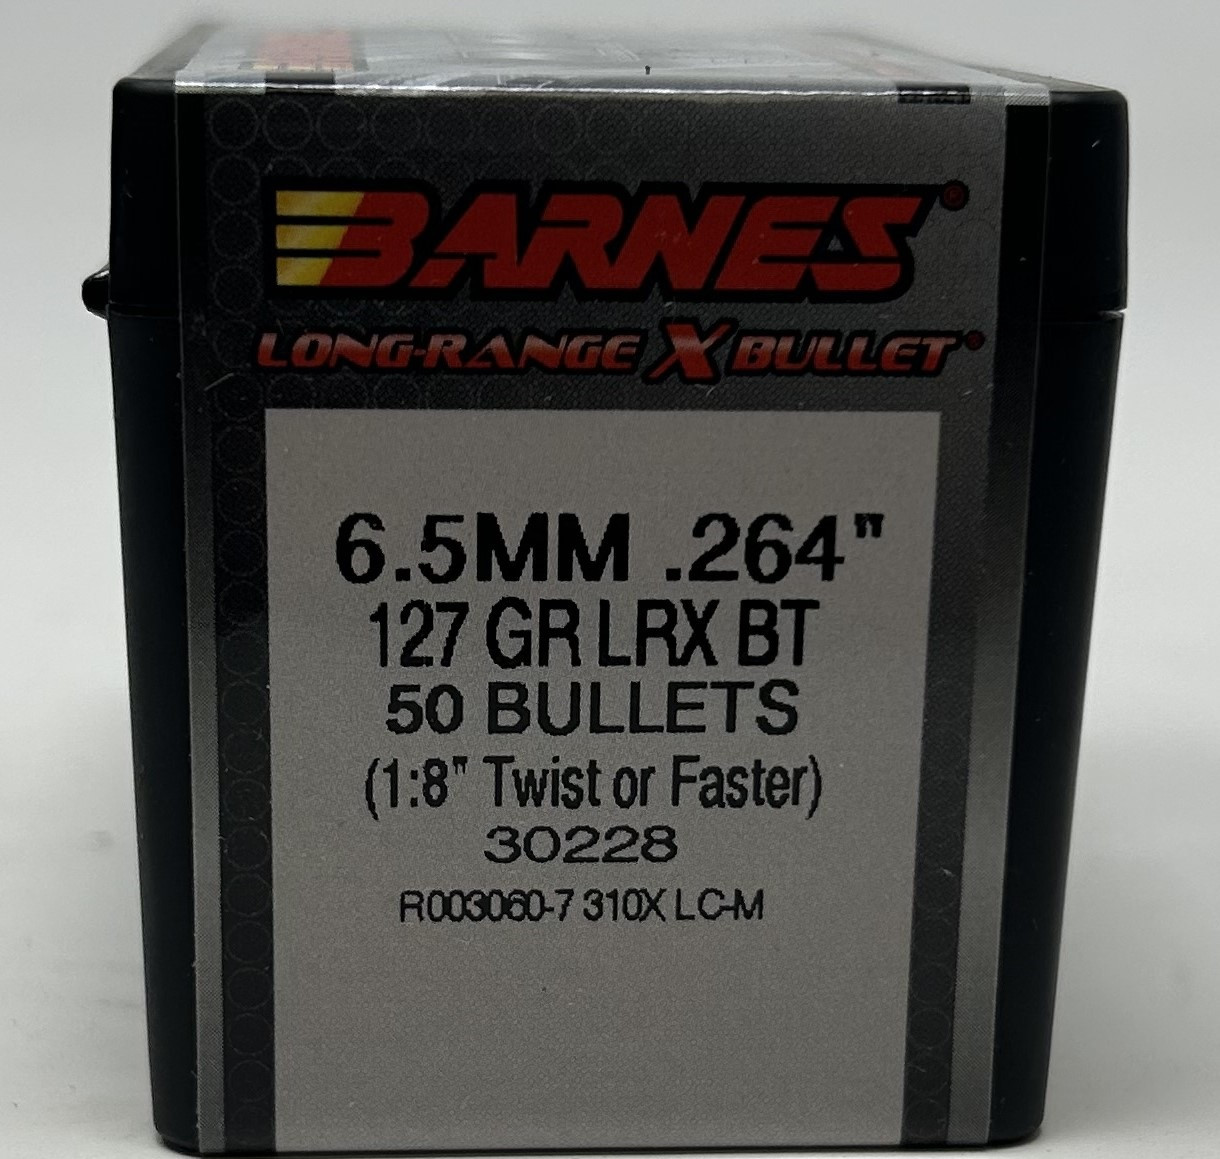 BARNES®
LONG-RANGE X BULLET®
6.5MM .264"
127 GR LRX BT
50 BULLETS
(1:8" Twist or Faster)
30228
R003060-7 310X LC-M